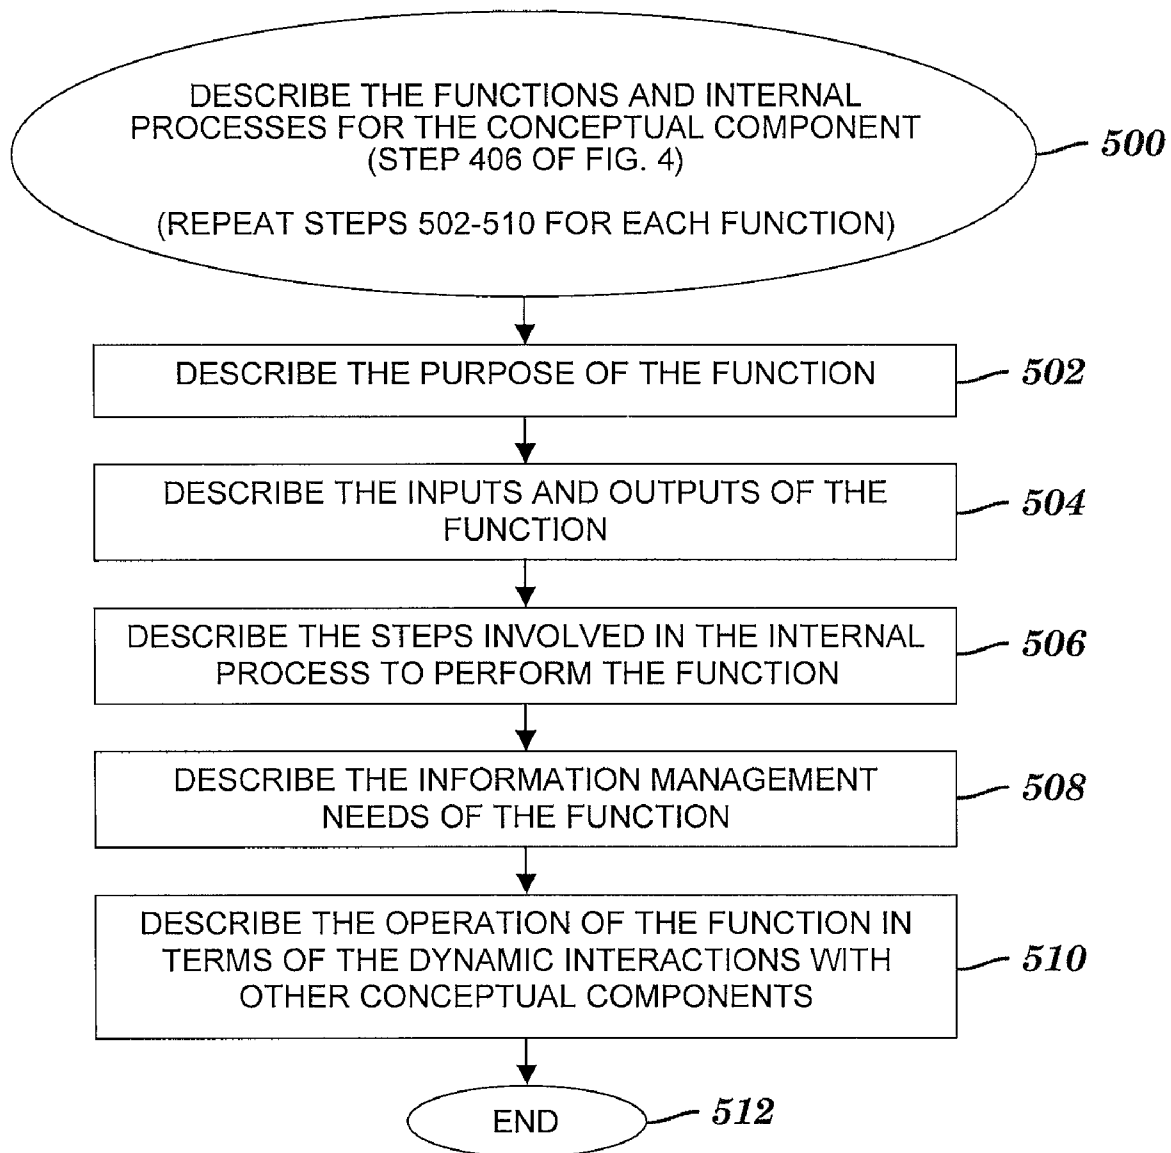 DESCRIBE THE FUNCTIONS AND INTERNAL
PROCESSES FOR THE CONCEPTUAL COMPONENT
(STEP 406 OF FIG. 4)
(REPEAT STEPS 502-510 FOR EACH FUNCTION)
500
DESCRIBE THE PURPOSE OF THE FUNCTION
502
DESCRIBE THE INPUTS AND OUTPUTS OF THE
FUNCTION
504
DESCRIBE THE STEPS INVOLVED IN THE INTERNAL
PROCESS TO PERFORM THE FUNCTION
506
DESCRIBE THE INFORMATION MANAGEMENT
NEEDS OF THE FUNCTION
508
DESCRIBE THE OPERATION OF THE FUNCTION IN
TERMS OF THE DYNAMIC INTERACTIONS WITH
OTHER CONCEPTUAL COMPONENTS
510
END
512